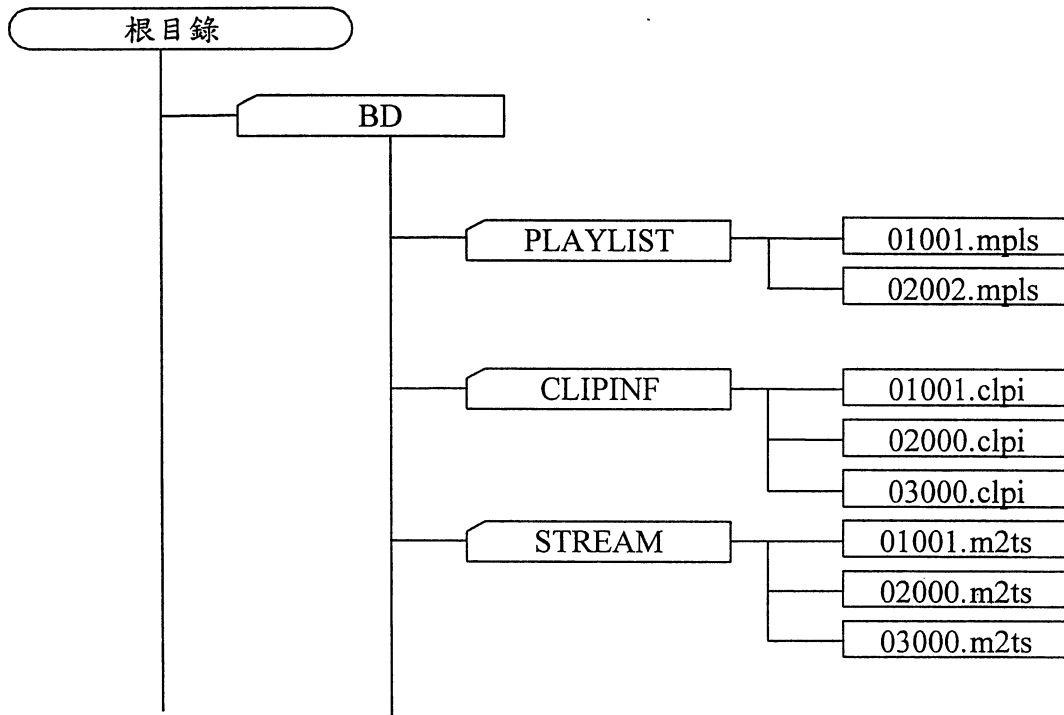 根目錄
BD
PLAYLIST
01001.mpls
02002.mpls
CLIPINF
01001.clpi
02000.clpi
03000.clpi
STREAM
01001.m2ts
02000.m2ts
03000.m2ts